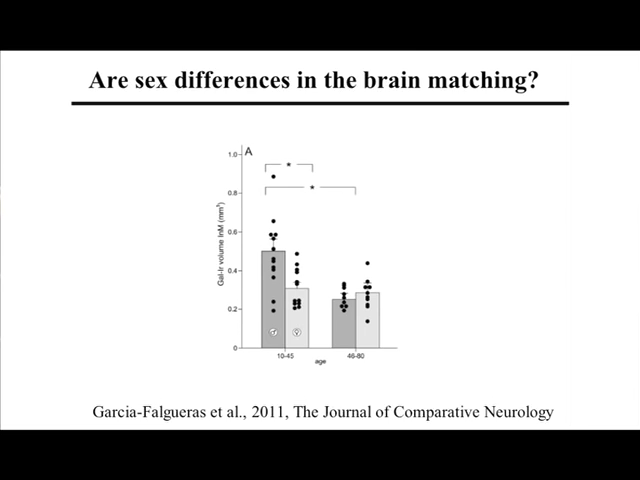 Are sex differences in the brain matching?
A
1.0
*
*
0.8
0.6
0.4
0.2
0
Gal-Ir volume InM (mm³)
♂ ♀
10-45 46-80
age
Garcia-Falgueras et al., 2011, The Journal of Comparative Neurology